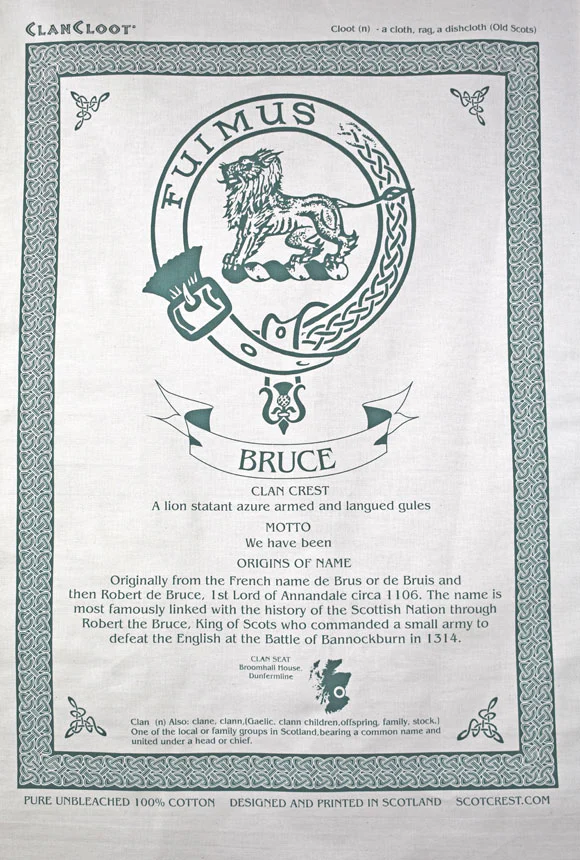 CLANCLOOT®
Cloot (n) - a cloth, rag, a dishcloth (Old Scots)
FUIMUS
BRUCE
CLAN CREST
A lion statant azure armed and langued gules
MOTTO
We have been
ORIGINS OF NAME
Originally from the French name de Brus or de Bruis and
then Robert de Bruce, 1st Lord of Annandale circa 1106. The name is
most famously linked with the history of the Scottish Nation through
Robert the Bruce, King of Scots who commanded a small army to
defeat the English at the Battle of Bannockburn in 1314.
CLAN SEAT
Broomhall House,
Dunfermline
Clan (n) Also: clane, clann,(Gaelic. clann children,offspring, family, stock.)
One of the local or family groups in Scotland,bearing a common name and
united under a head or chief.
PURE UNBLEACHED 100% COTTON DESIGNED AND PRINTED IN SCOTLAND SCOTCREST.COM